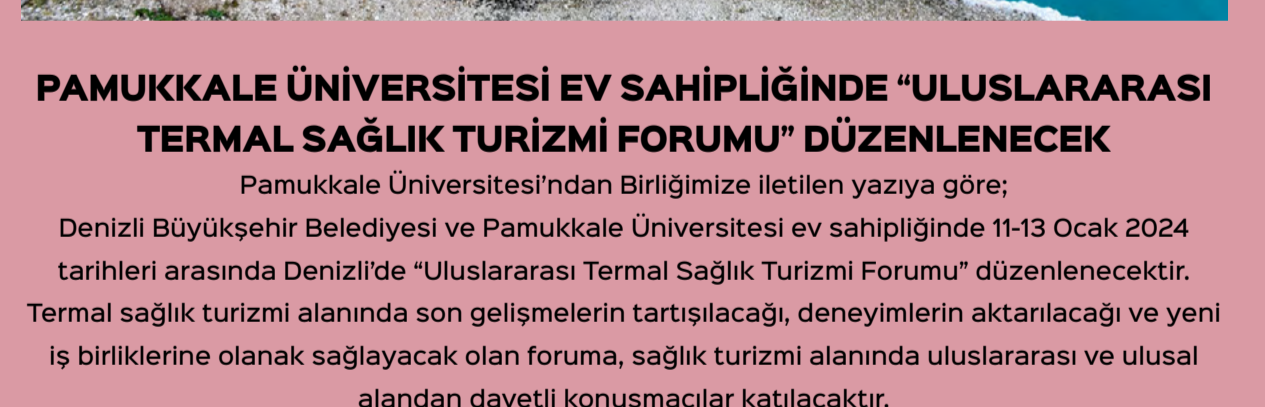 PAMUKKALE ÜNİVERSİTESİ EV SAHİPLİĞİNDE “ULUSLARARASI
TERMAL SAĞLIK TURİZMİ FORUMU” DÜZENLENECEK
Pamukkale Üniversitesi’ndan Birliğimize iletilen yazıya göre;
Denizli Büyükşehir Belediyesi ve Pamukkale Üniversitesi ev sahipliğinde 11-13 Ocak 2024
tarihleri arasında Denizli’de “Uluslararası Termal Sağlık Turizmi Forumu” düzenlenecektir.
Termal sağlık turizmi alanında son gelişmelerin tartışılacağı, deneyimlerin aktarılacağı ve yeni
iş birliklerine olanak sağlayacak olan foruma, sağlık turizmi alanında uluslararası ve ulusal
alandan davetli konuşmacılar katılacaktır.